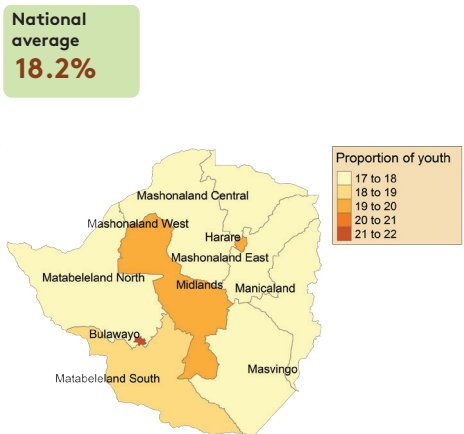 National
average
18.2%
Proportion of youth
17 to 18
18 to 19
19 to 20
20 to 21
21 to 22
Mashonaland Central
Mashonaland West
Harare
Mashonaland East
Matabeleland North
Midlands
Manicaland
Bulawayo
Masvingo
Matabeleland South